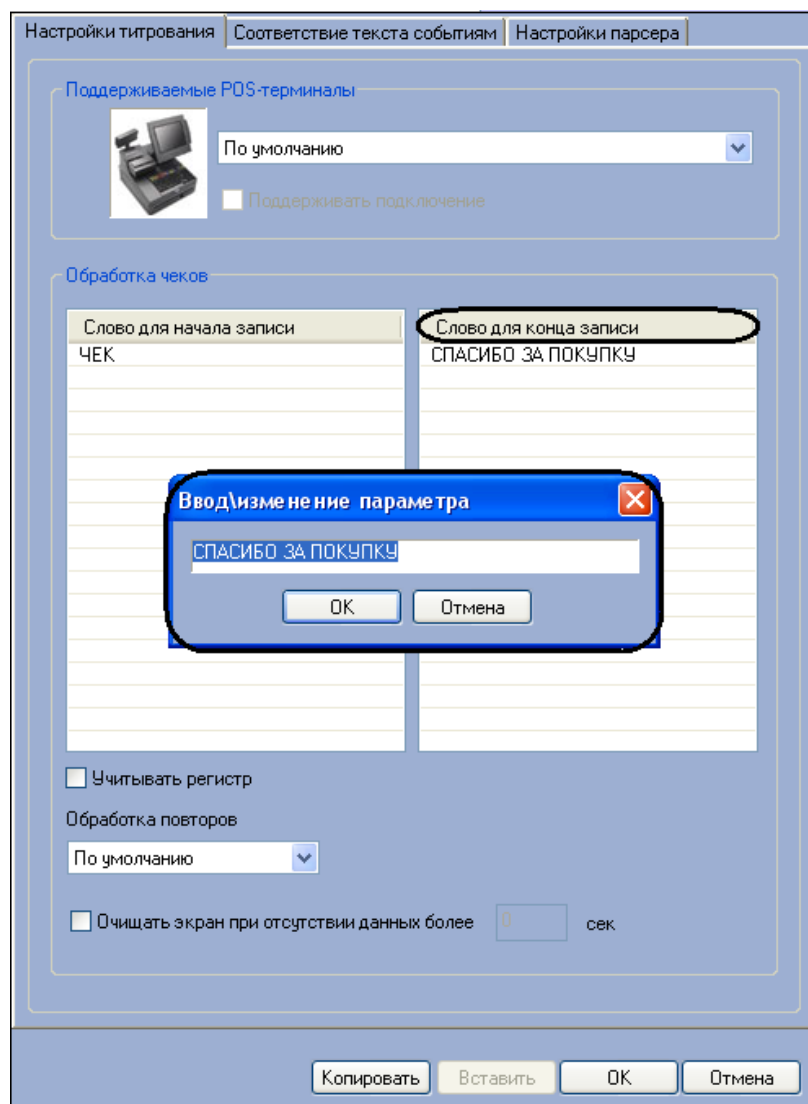 Настройки титрования Соответствие текста событиям Настройки парсера
Поддерживаемые POS-терминалы
По умолчанию
Поддерживать подключение
Обработка чеков
Слово для начала записи Слово для конца записи
ЧЕК СПАСИБО ЗА ПОКУПКУ
Ввод\изменение параметра
СПАСИБО ЗА ПОКУПКУ
OK Отмена
Учитывать регистр
Обработка повторов
По умолчанию
Очищать экран при отсутствии данных более 0 сек
Копировать Вставить OK Отмена